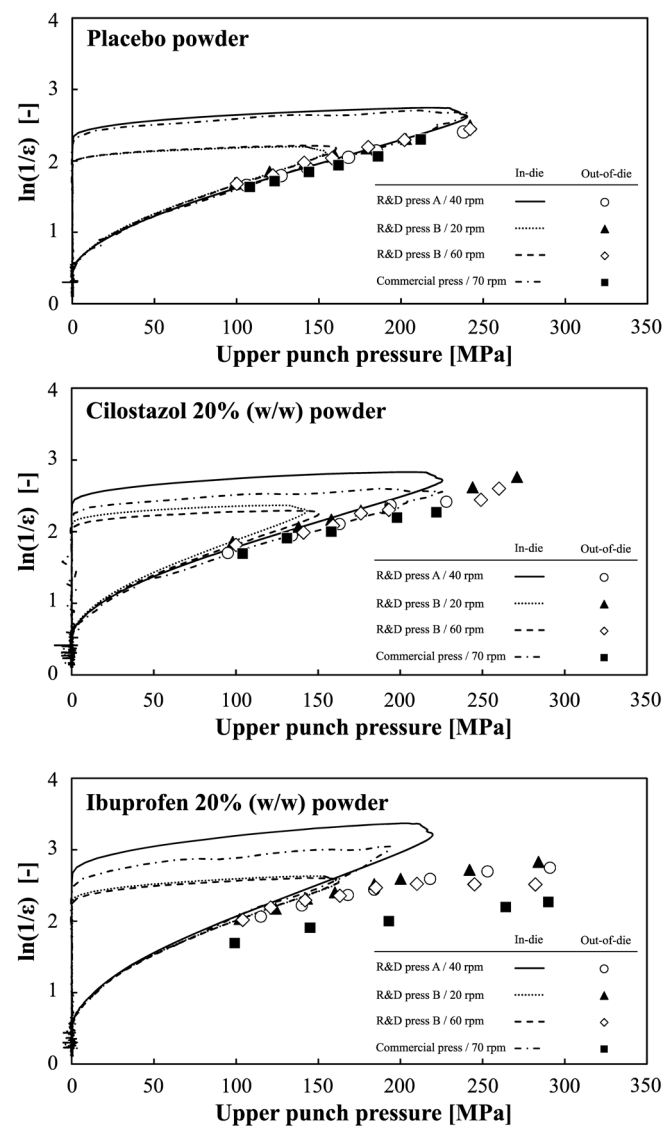 Placebo powder
ln(1/ε) [-]
4
3
2
1
0
In-die Out-of-die
R&D press A / 40 rpm
R&D press B / 20 rpm
R&D press B / 60 rpm
Commercial press / 70 rpm
0 50 100 150 200 250 300 350
Upper punch pressure [MPa]
Cilostazol 20% (w/w) powder
ln(1/ε) [-]
4
3
2
1
0
In-die Out-of-die
R&D press A / 40 rpm
R&D press B / 20 rpm
R&D press B / 60 rpm
Commercial press / 70 rpm
0 50 100 150 200 250 300 350
Upper punch pressure [MPa]
Ibuprofen 20% (w/w) powder
ln(1/ε) [-]
4
3
2
1
0
In-die Out-of-die
R&D press A / 40 rpm
R&D press B / 20 rpm
R&D press B / 60 rpm
Commercial press / 70 rpm
0 50 100 150 200 250 300 350
Upper punch pressure [MPa]